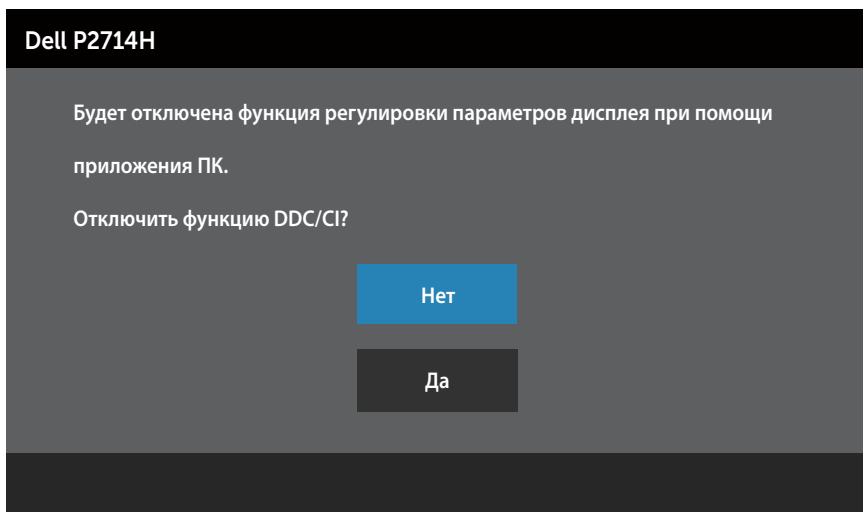 Dell P2714H
Будет отключена функция регулировки параметров дисплея при помощи
приложения ПК.
Отключить функцию DDC/CI?
Нет
Да